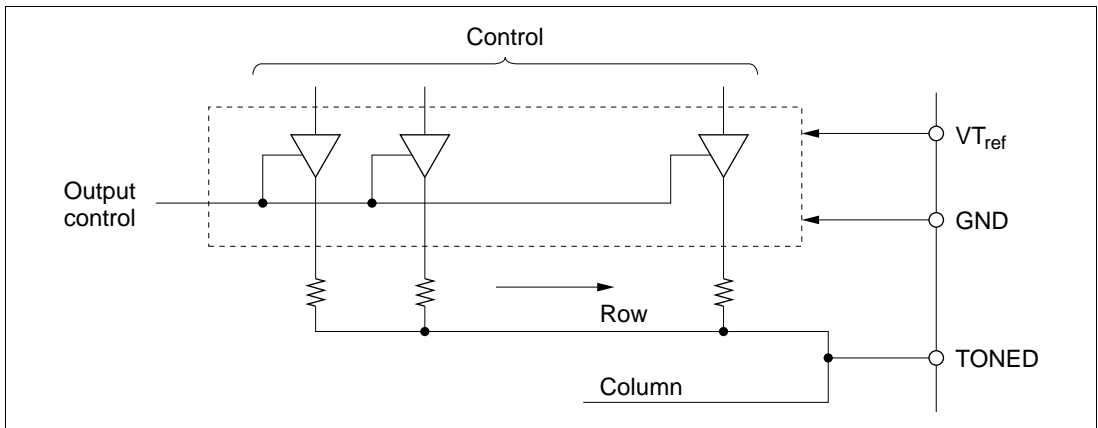 Control
VTref
Output
control
GND
Row
TONED
Column